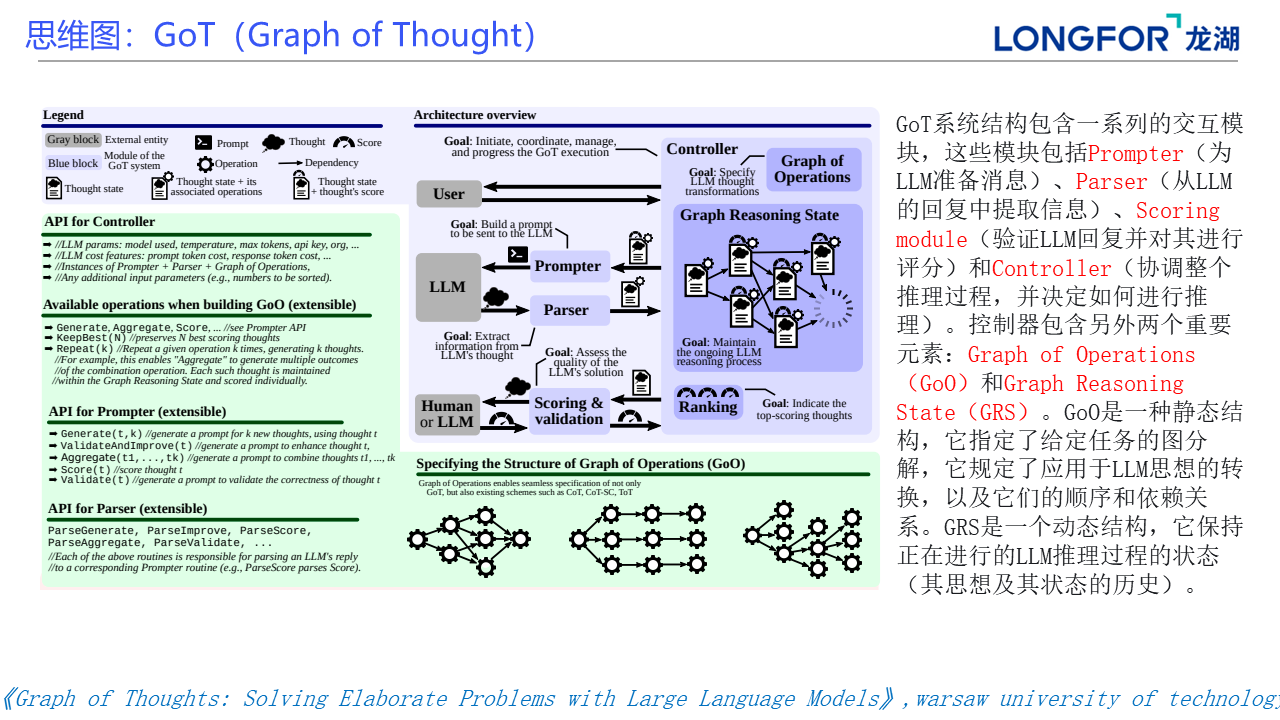 思维图：GoT（Graph of Thought）
LONGFOR 龙湖
Legend
Gray block External entity
Prompt
Thought
Score
Blue block Module of the
GoT system
Operation
Dependency
Thought state
Thought state + its
associated operations
Thought state
+ thought's score
API for Controller
➡ //LLM params: model used, temperature, max tokens, api key, org, ...
➡ //LLM cost features: prompt token cost, response token cost, ...
➡ //Instances of Prompter + Parser + Graph of Operations,
➡ //Any additional input parameters (e.g., numbers to be sorted).
Available operations when building GoO (extensible)
➡ Generate, Aggregate, Score, ... //see Prompter API
➡ KeepBest(N) //preserves N best scoring thoughts
➡ Repeat(k) //Repeat a given operation k times, generating k thoughts.
//For example, this enables "Aggregate" to generate multiple outcomes
//of the combination operation. Each such thought is maintained
//within the Graph Reasoning State and scored individually.
API for Prompter (extensible)
➡ Generate(t,k) //generate a prompt for k new thoughts, using thought t
➡ ValidateAndImprove(t) //generate a prompt to enhance thought t,
➡ Aggregate(t1,...,tk) //generate a prompt to combine thoughts t1, ..., tk
➡ Score(t) //score thought t
➡ Validate(t) //generate a prompt to validate the correctness of thought t
API for Parser (extensible)
ParseGenerate, ParseImprove, ParseScore,
ParseAggregate, ParseValidate, ...
//Each of the above routines is responsible for parsing an LLM's reply
//to a corresponding Prompter routine (e.g., ParseScore parses Score).
Architecture overview
Goal: Initiate, coordinate, manage,
and progress the GoT execution
Controller
Goal: Specify
LLM thought
transformations
Graph of
Operations
User
Goal: Build a prompt
to be sent to the LLM
Graph Reasoning State
LLM
Prompter
Parser
Goal: Extract
information from
LLM's thought
Goal: Assess the
quality of the
LLM's solution
Goal: Maintain
the ongoing LLM
reasoning process
Human
or LLM
Scoring &
validation
Ranking
Goal: Indicate the
top-scoring thoughts
Specifying the Structure of Graph of Operations (GoO)
Graph of Operations enables seamless specification of not only
GoT, but also existing schemes such as CoT, CoT-SC, ToT
GoT系统结构包含一系列的交互模
块，这些模块包括Prompter（为
LLM准备消息）、Parser（从LLM
的回复中提取信息）、Scoring
module（验证LLM回复并对其进行
评分）和Controller（协调整个
推理过程，并决定如何进行推
理）。控制器包含另外两个重要
元素：Graph of Operations
（GoO）和Graph Reasoning
State（GRS）。GoO是一种静态结
构，它指定了给定任务的图分
解，它规定了应用于LLM思想的转
换，以及它们的顺序和依赖关
系。GRS是一个动态结构，它保持
正在进行的LLM推理过程的状态
（其思想及其状态的历史）。
《Graph of Thoughts: Solving Elaborate Problems with Large Language Models》,warsaw university of technology